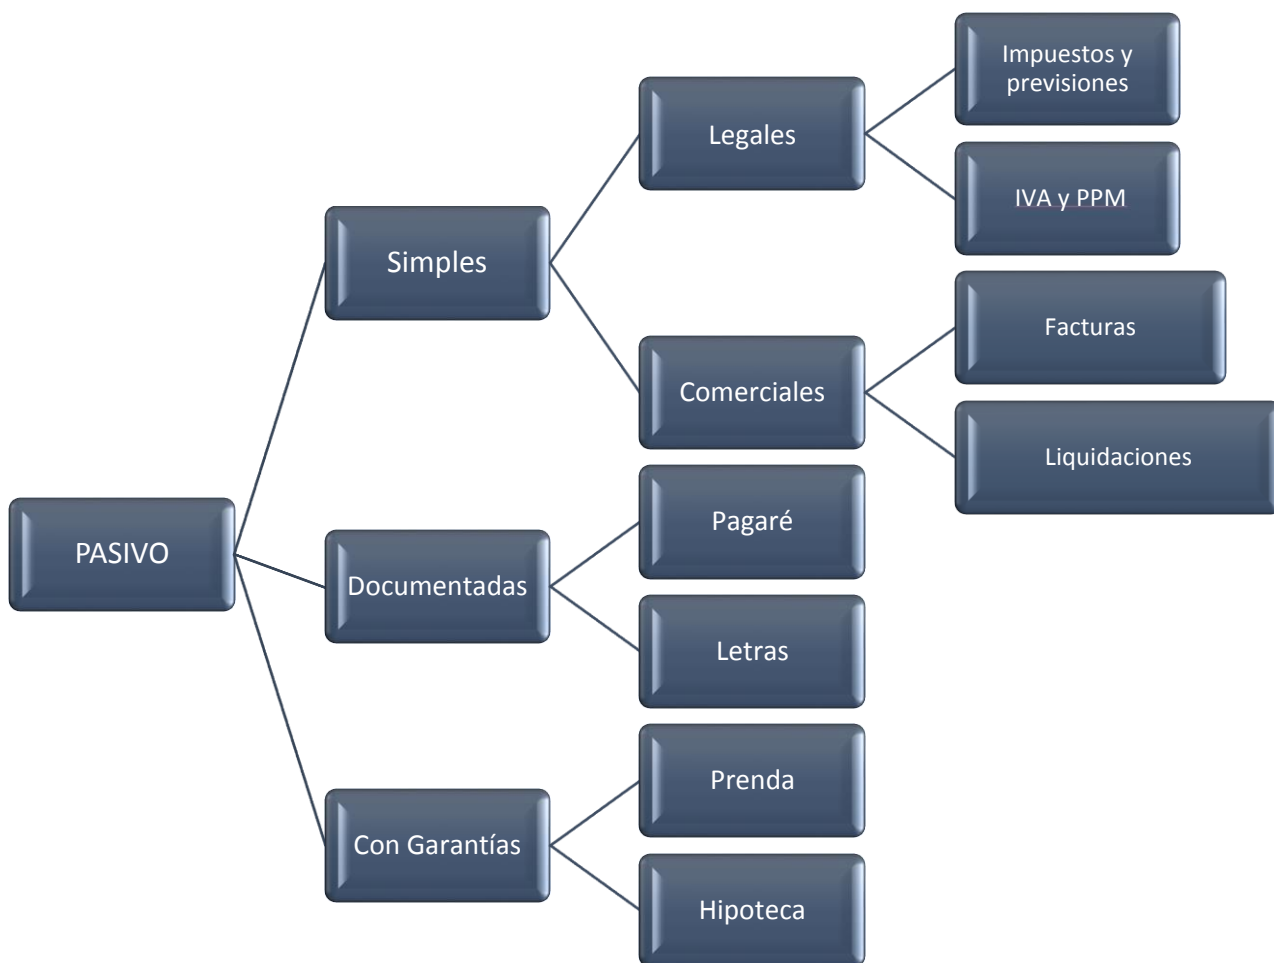 PASIVO
Simples
Legales
Impuestos y
previsiones
IVA y PPM
Comerciales
Facturas
Liquidaciones
Documentadas
Pagaré
Letras
Con Garantías
Prenda
Hipoteca